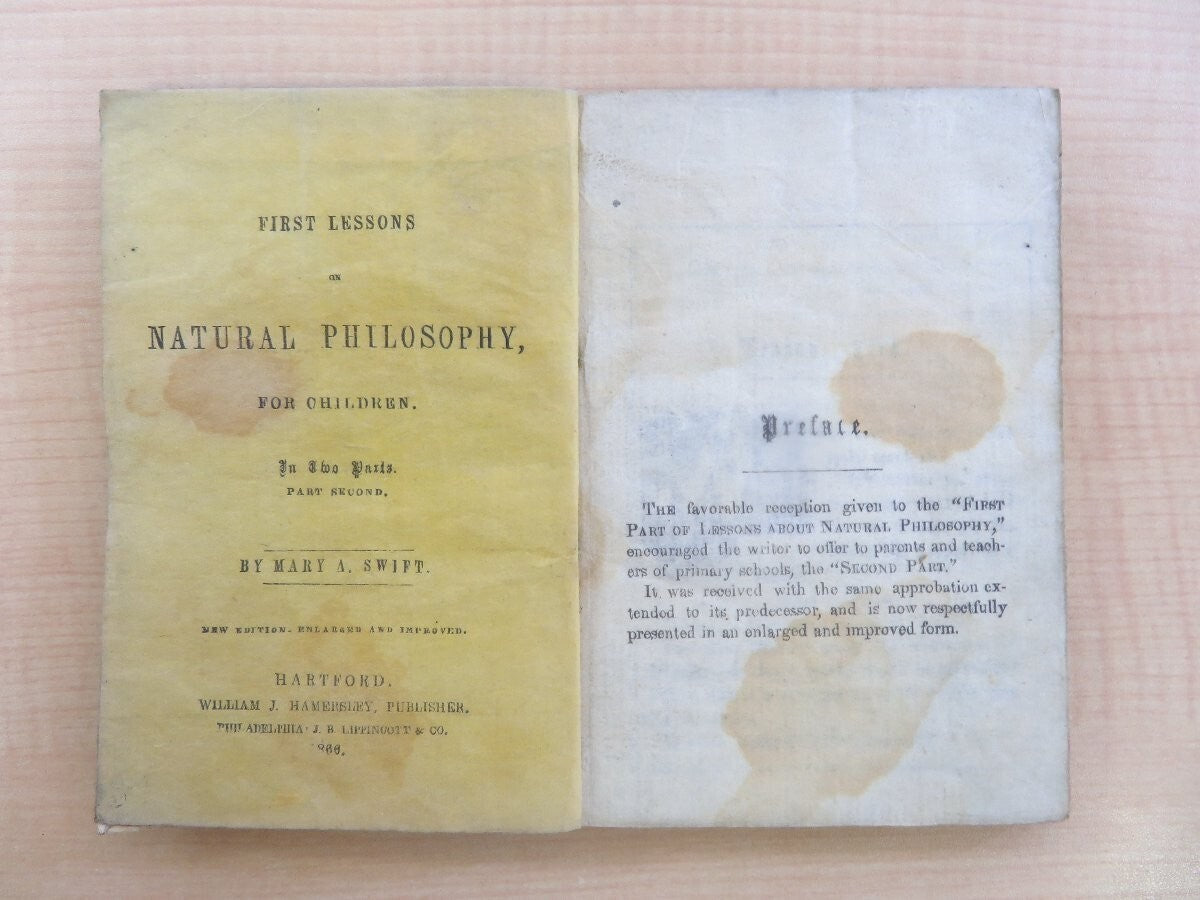 FIRST LESSONS
ON
NATURAL PHILOSOPHY,
FOR CHILDREN.
In Two Parts.
PART SECOND.
BY MARY A. SWIFT.
NEW EDITION. ENLARGED AND IMPROVED.
HARTFORD.
WILLIAM J. HAMERSLEY, PUBLISHER.
PHILADELPHIA: J. B. LIPPINCOTT & CO.
1866.
Preface.
THE favorable reception given to the "FIRST
PART OF LESSONS ABOUT NATURAL PHILOSOPHY,"
encouraged the writer to offer to parents and teach-
ers of primary schools, the "SECOND PART."
It was received with the same approbation ex-
tended to its predecessor, and is now respectfully
presented in an enlarged and improved form.